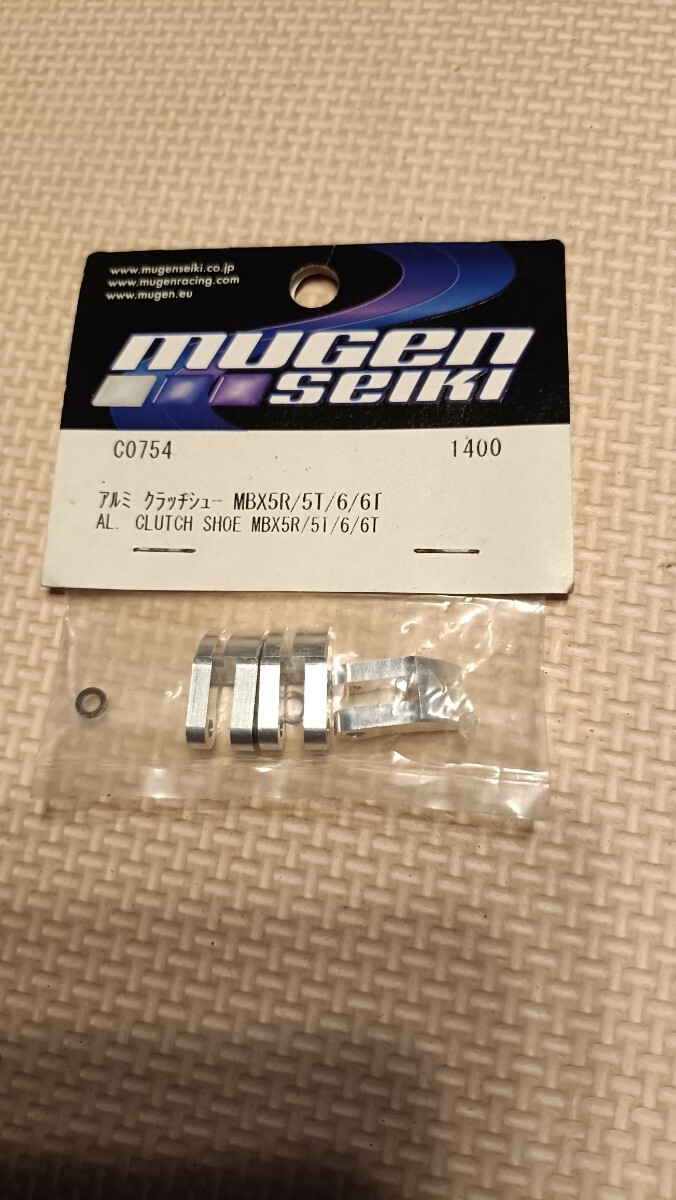 www.mugenseiki.co.jp
www.mugenracing.com
www.mugen.eu
mugen
seiki
C0754 1400
アルミ クラッチシュー MBX5R/5T/6/6T
AL. CLUTCH SHOE MBX5R/5T/6/6T